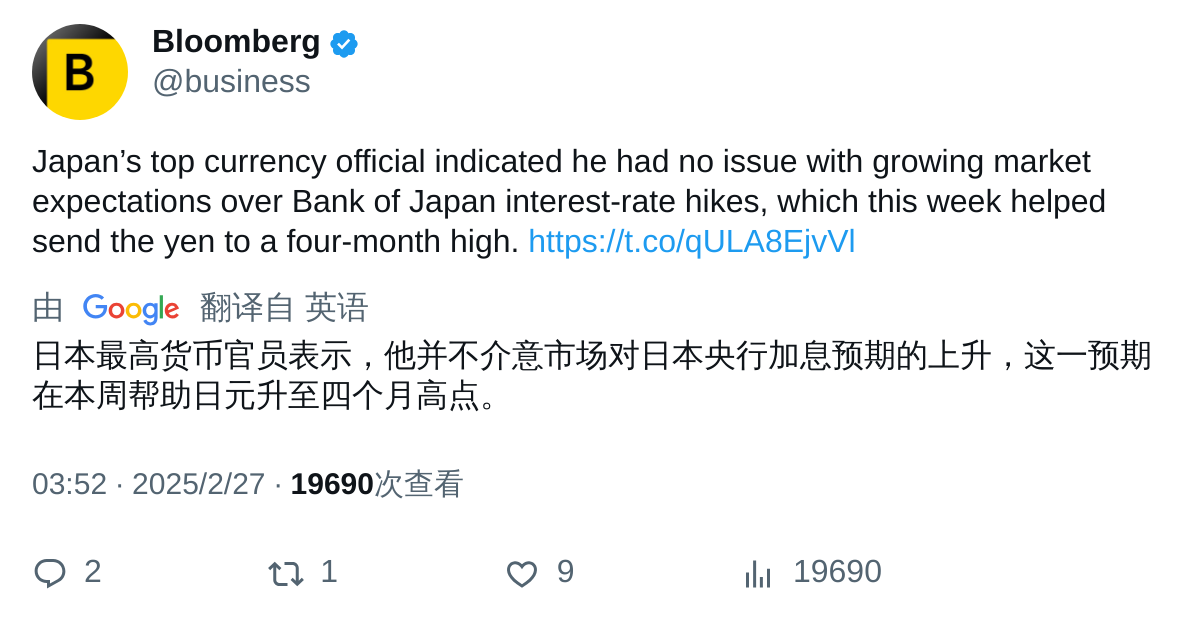 B
Bloomberg
@business
Japan’s top currency official indicated he had no issue with growing market
expectations over Bank of Japan interest-rate hikes, which this week helped
send the yen to a four-month high. https://t.co/qULA8EjvVl
由 Google 翻译自 英语
日本最高货币官员表示，他并不介意市场对日本央行加息预期的上升，这一预期
在本周帮助日元升至四个月高点。
03:52 · 2025/2/27 · 19690次查看
2 1 9 19690